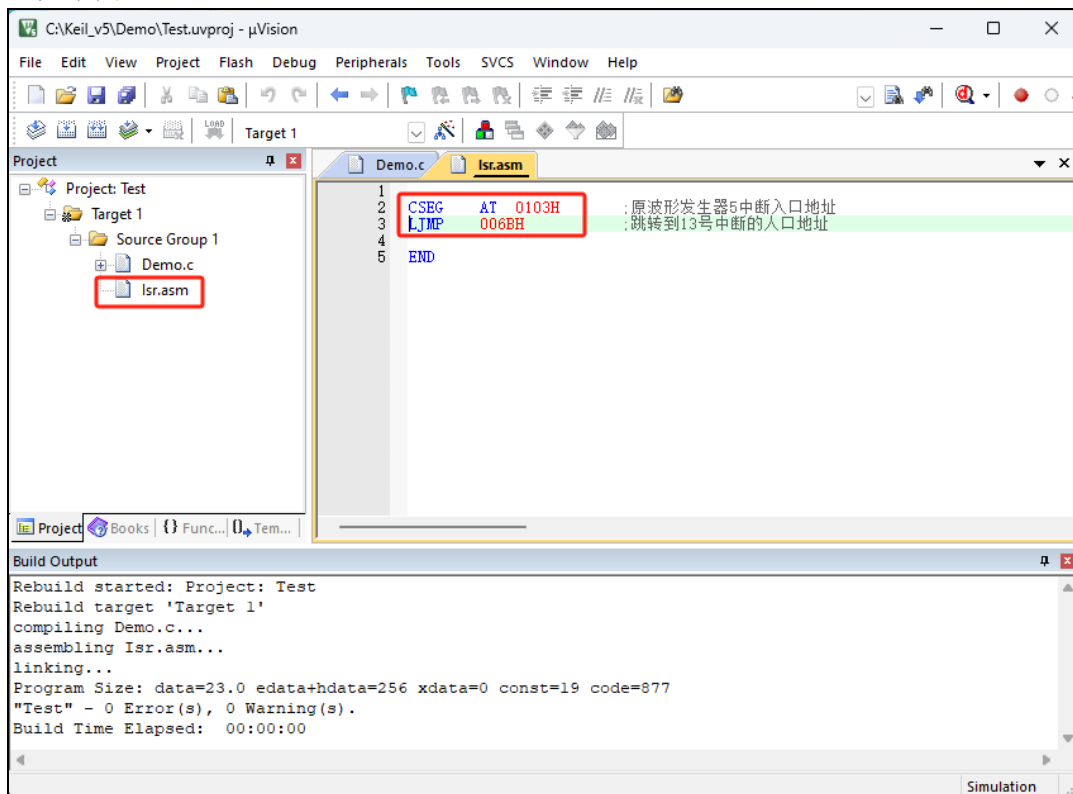 C:\Keil_v5\Demo\Test.uvproj - µVision
File Edit View Project Flash Debug Peripherals Tools SVCS Window Help
LOAD Target 1
Project
Demo.c Isr.asm
Project: Test
Target 1
Source Group 1
Demo.c
Isr.asm
1
2 CSEG AT 0103H ;原波形发生器5中断入口地址
3 LJMP 006BH ;跳转到13号中断的人口地址
4
5 END
Project Books {} Func... Tem...
Build Output
Rebuild started: Project: Test
Rebuild target 'Target 1'
compiling Demo.c...
assembling Isr.asm...
linking...
Program Size: data=23.0 edata+hdata=256 xdata=0 const=19 code=877
"Test" - 0 Error(s), 0 Warning(s).
Build Time Elapsed: 00:00:00
Simulation